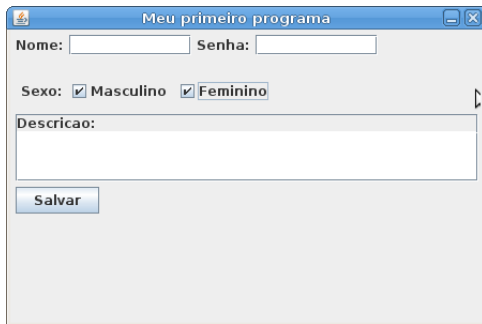 Meu primeiro programa
Nome: Senha:
Sexo: Masculino Feminino
Descricao:
Salvar